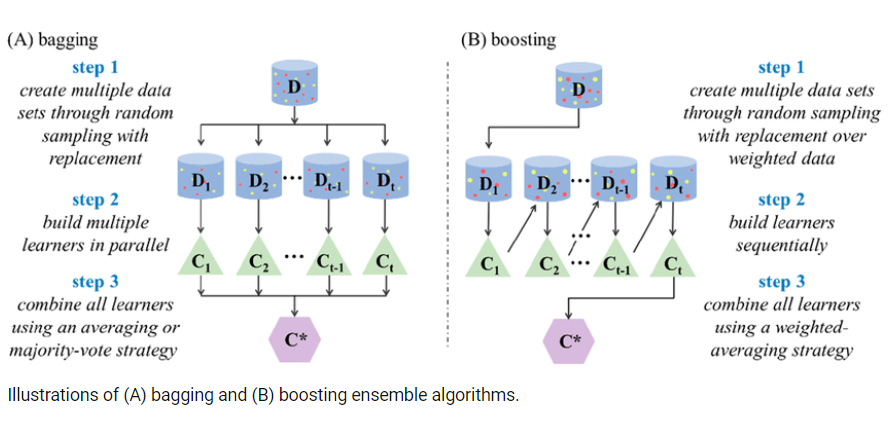 (A) bagging
step 1
create multiple data
sets through random
sampling with
replacement
step 2
build multiple
learners in parallel
step 3
combine all learners
using an averaging or
majority-vote strategy
D
D1 D2 ••• Dt-1 Dt
C1 C2 ••• Ct-1 Ct
C*
(B) boosting
D
D1 D2 ••• Dt-1 Dt
•••
C1 C2 ••• Ct-1 Ct
C*
step 1
create multiple data sets
through random sampling
with replacement over
weighted data
step 2
build learners
sequentially
step 3
combine all learners
using a weighted-
averaging strategy
Illustrations of (A) bagging and (B) boosting ensemble algorithms.